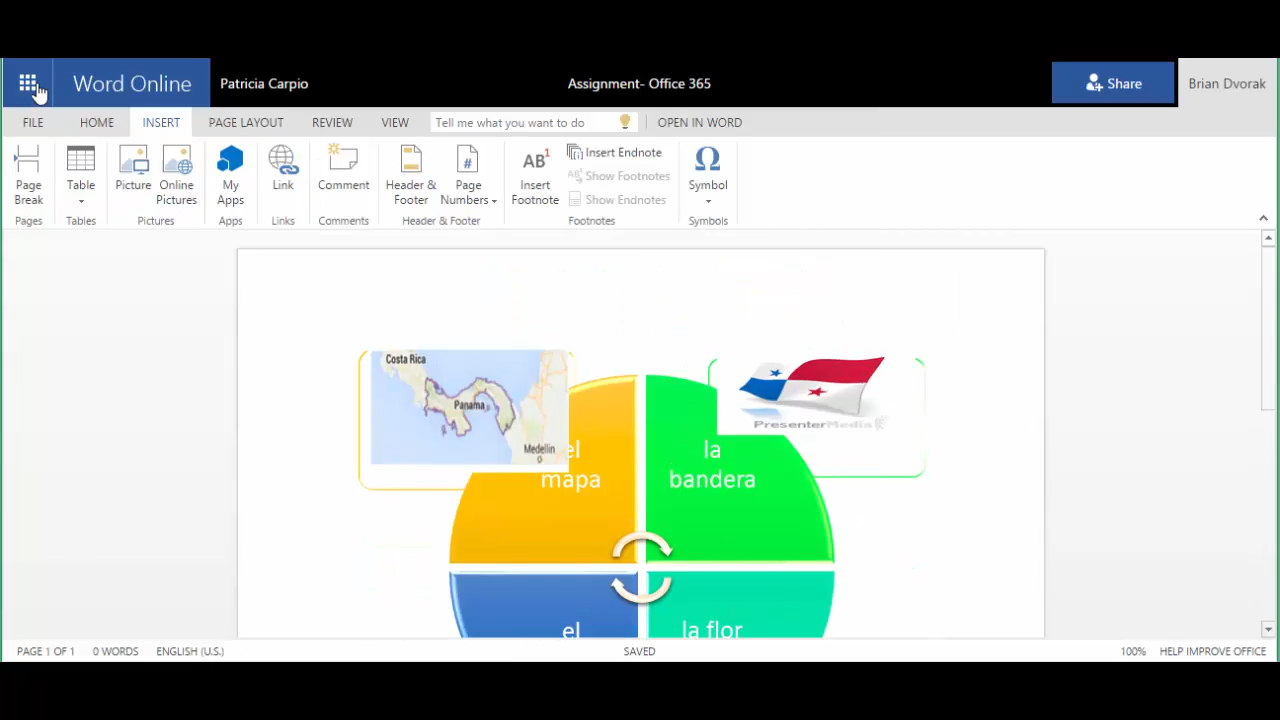 Word Online
Patricia Carpio
Assignment- Office 365
Share
Brian Dvorak
FILE
HOME
INSERT
PAGE LAYOUT
REVIEW
VIEW
Tell me what you want to do
OPEN IN WORD
Page Break
Table
Picture
Online Pictures
My Apps
Link
Comment
Header & Footer
# Page Numbers
AB1 Insert Footnote
Insert Endnote
AB1 Show Footnotes
Show Endnotes
Ω Symbol
Pages
Tables
Pictures
Apps
Links
Comments
Header & Footer
Footnotes
Symbols
Costa Rica
Panama
Medellin
PresenterMedia
el
mapa
la
bandera
el
la flor
PAGE 1 OF 1
0 WORDS
ENGLISH (U.S.)
SAVED
100%
HELP IMPROVE OFFICE